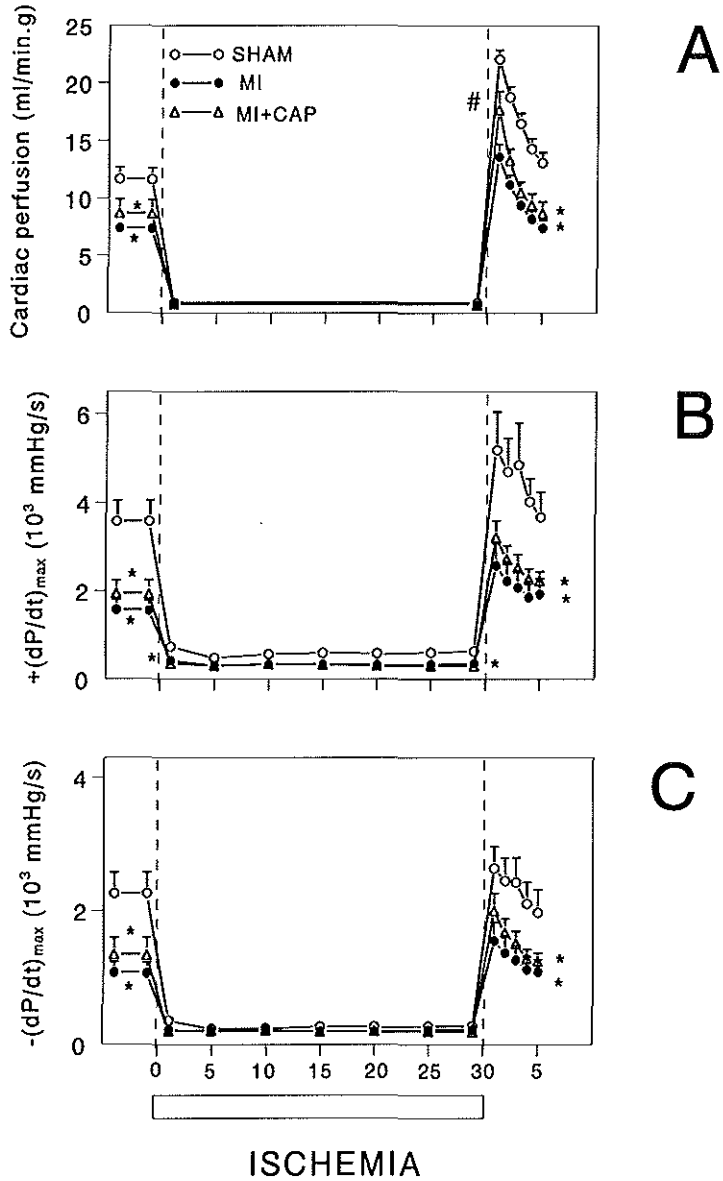 A
Cardiac perfusion (ml/min.g)
25
20
15
10
5
0
SHAM
MI
MI+CAP
#
*
*
*
*
B
+(dP/dt)max (10³ mmHg/s)
6
4
2
0
*
*
*
*
*
*
C
-(dP/dt)max (10³ mmHg/s)
4
2
0
*
*
*
*
0 5 10 15 20 25 30 5
ISCHEMIA